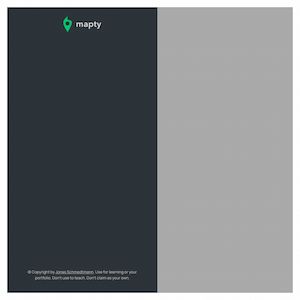 mapty
© Copyright by Jonas Schmedtmann. Use for learning or your
portfolio. Don't use to teach. Don't claim as your own.